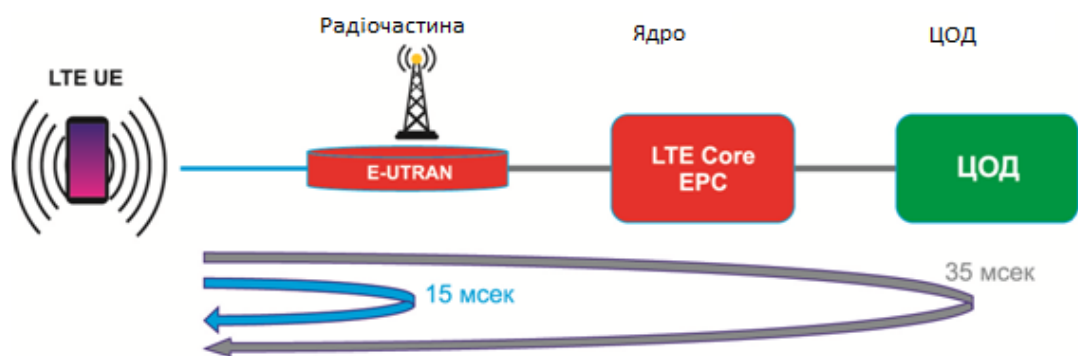 Радіочастина
Ядро
ЦОД
LTE UE
E-UTRAN
LTE Core
EPC
ЦОД
15 мсек
35 мсек